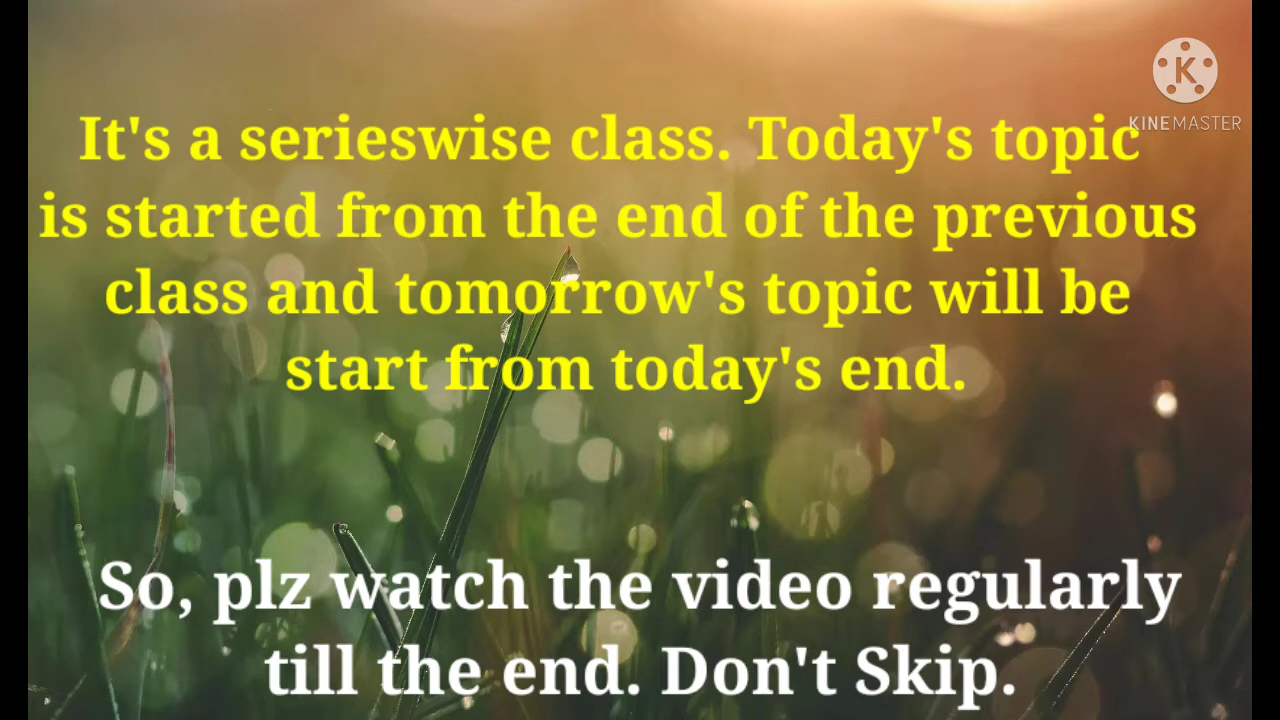 KINEMASTER
It's a serieswise class. Today's topic
is started from the end of the previous
class and tomorrow's topic will be
start from today's end.
So, plz watch the video regularly
till the end. Don't Skip.